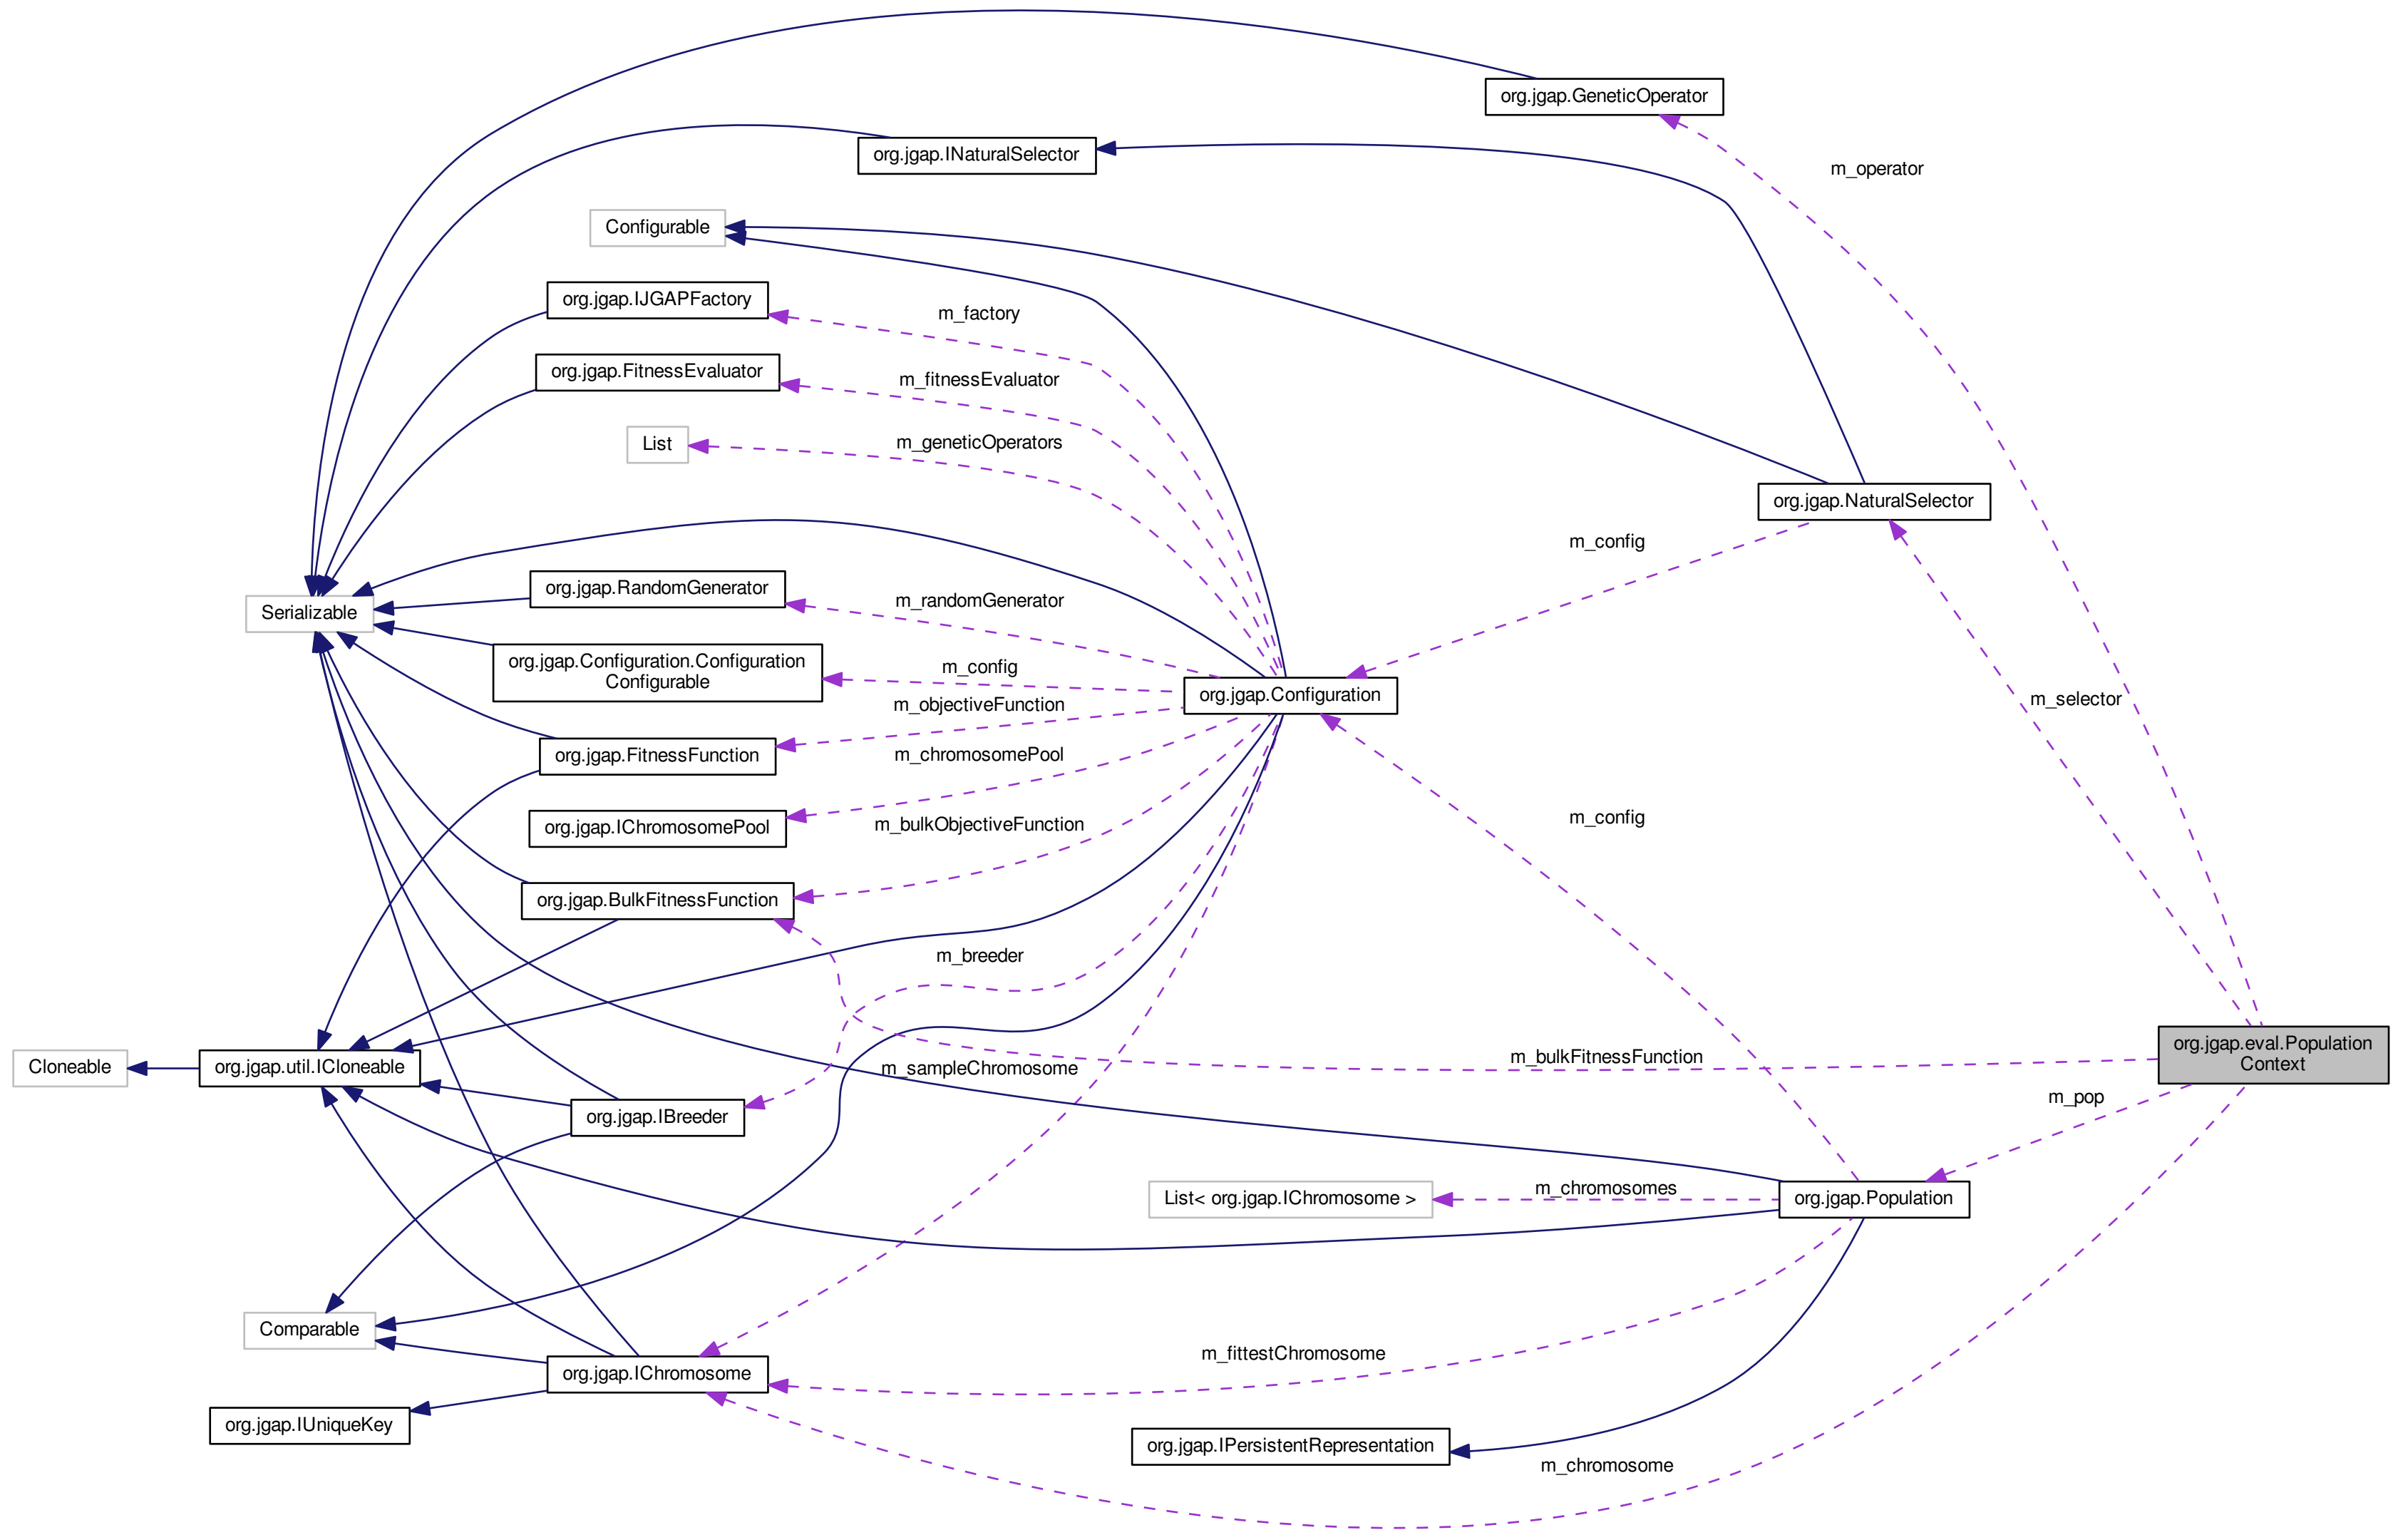 org.jgap.GeneticOperator
org.jgap.INaturalSelector
m_operator
Configurable
org.jgap.IJGAPFactory
m_factory
org.jgap.FitnessEvaluator
m_fitnessEvaluator
List
m_geneticOperators
org.jgap.NaturalSelector
m_config
Serializable
org.jgap.RandomGenerator
m_randomGenerator
org.jgap.Configuration.Configuration
Configurable
m_config
org.jgap.Configuration
m_selector
m_objectiveFunction
org.jgap.FitnessFunction
m_chromosomePool
org.jgap.IChromosomePool
m_bulkObjectiveFunction
m_config
org.jgap.BulkFitnessFunction
m_breeder
org.jgap.eval.Population
Context
m_bulkFitnessFunction
Cloneable
org.jgap.util.ICloneable
m_sampleChromosome
m_pop
org.jgap.IBreeder
List< org.jgap.IChromosome >
m_chromosomes
org.jgap.Population
Comparable
m_fittestChromosome
org.jgap.IChromosome
org.jgap.IUniqueKey
org.jgap.IPersistentRepresentation
m_chromosome